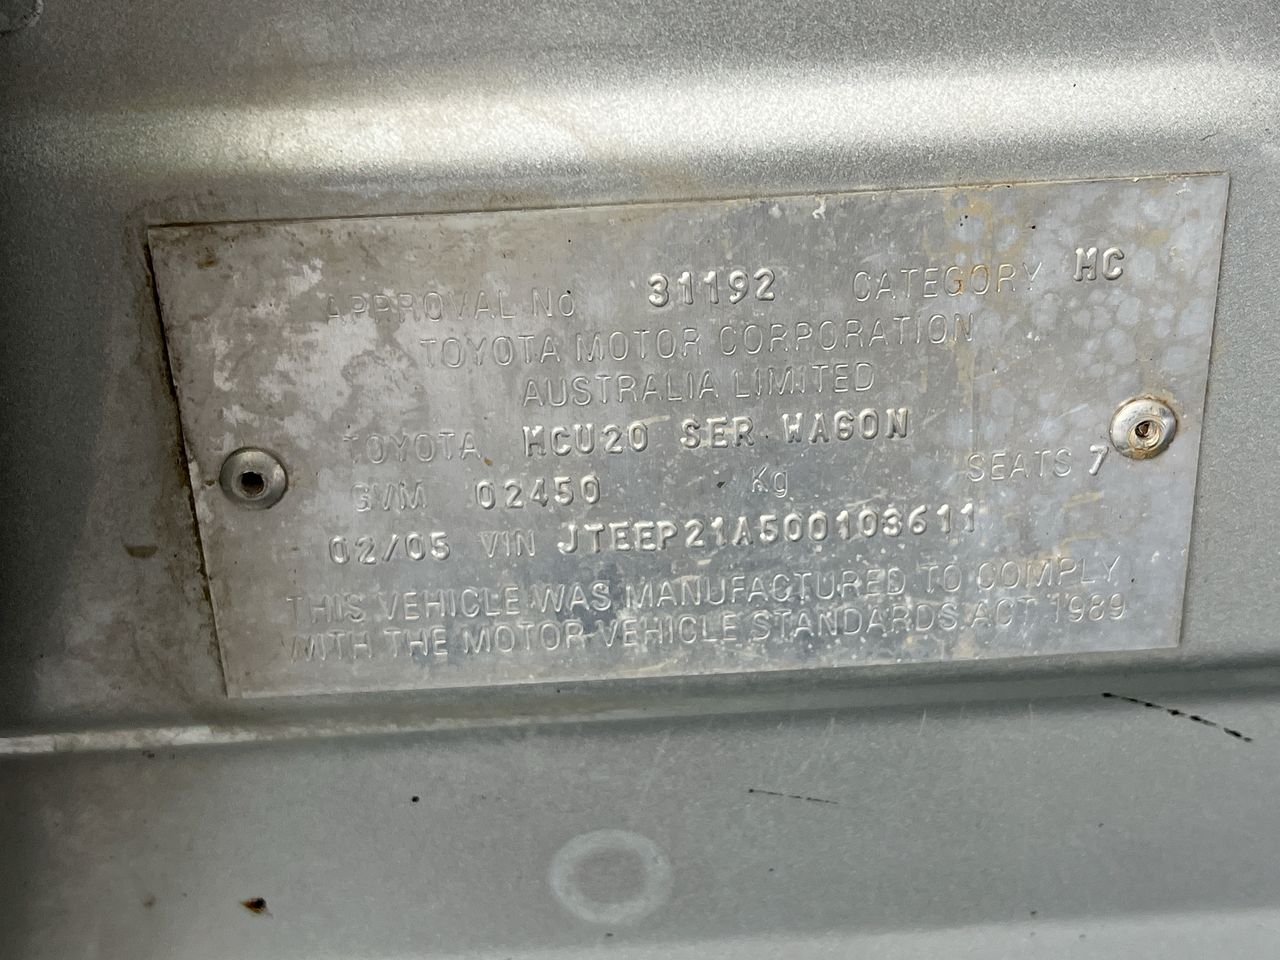 APPROVAL No 31192 CATEGORY MC
TOYOTA MOTOR CORPORATION
AUSTRALIA LIMITED
TOYOTA MCU20 SER WAGON
GVM 02450 Kg SEATS 7
02/05 VIN JTEEP21A500103611
THIS VEHICLE WAS MANUFACTURED TO COMPLY
WITH THE MOTOR VEHICLE STANDARDS ACT 1989